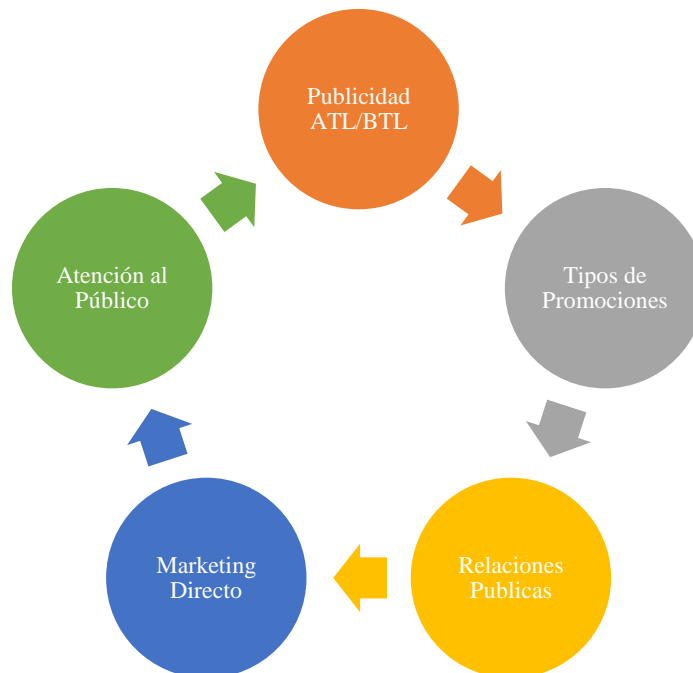 Publicidad
ATL/BTL
Tipos de
Promociones
Relaciones
Publicas
Marketing
Directo
Atención al
Público